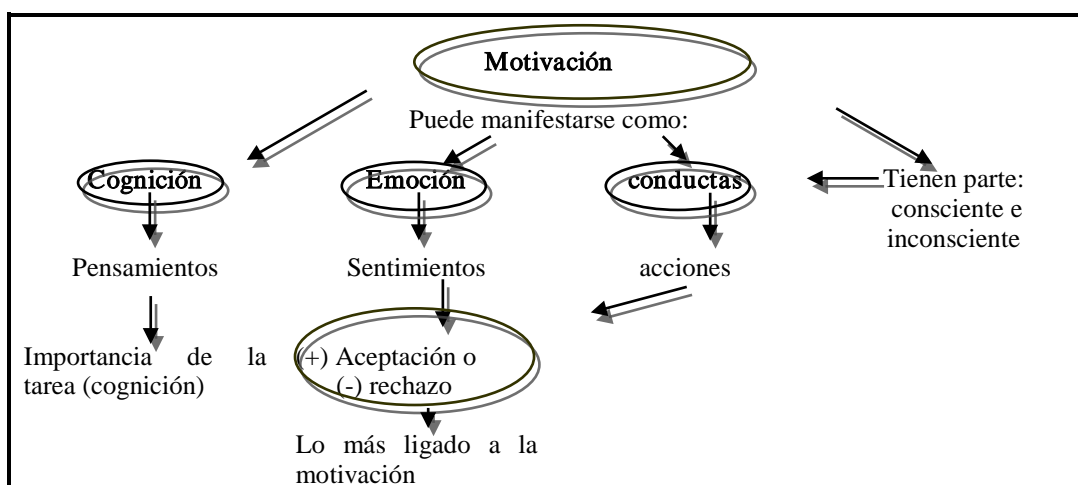 Motivación
Puede manifestarse como:
Cognición
Emoción
conductas
Tienen parte:
consciente e
inconsciente
Pensamientos
Sentimientos
acciones
Importancia de la
tarea (cognición)
(+) Aceptación o
(-) rechazo
Lo más ligado a la
motivación